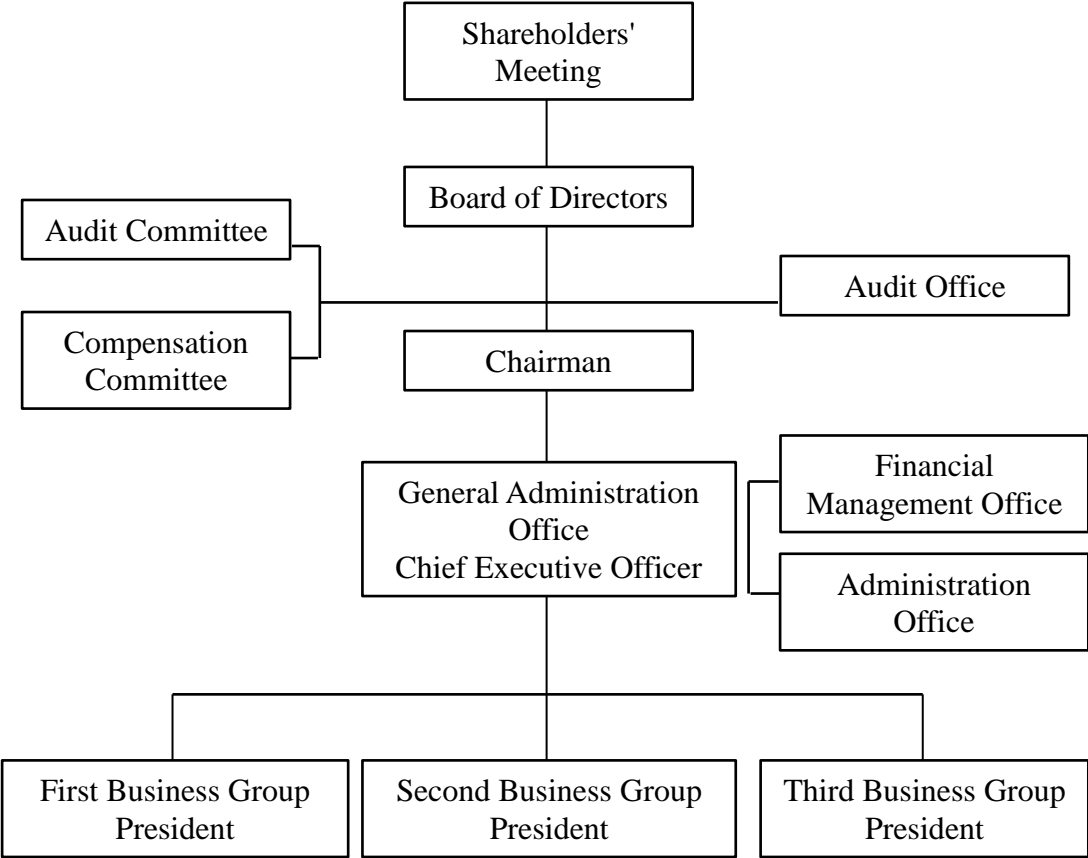 Shareholders'
Meeting
Board of Directors
Audit Committee
Audit Office
Compensation
Committee
Chairman
General Administration
Office
Chief Executive Officer
Financial
Management Office
Administration
Office
First Business Group
President
Second Business Group
President
Third Business Group
President